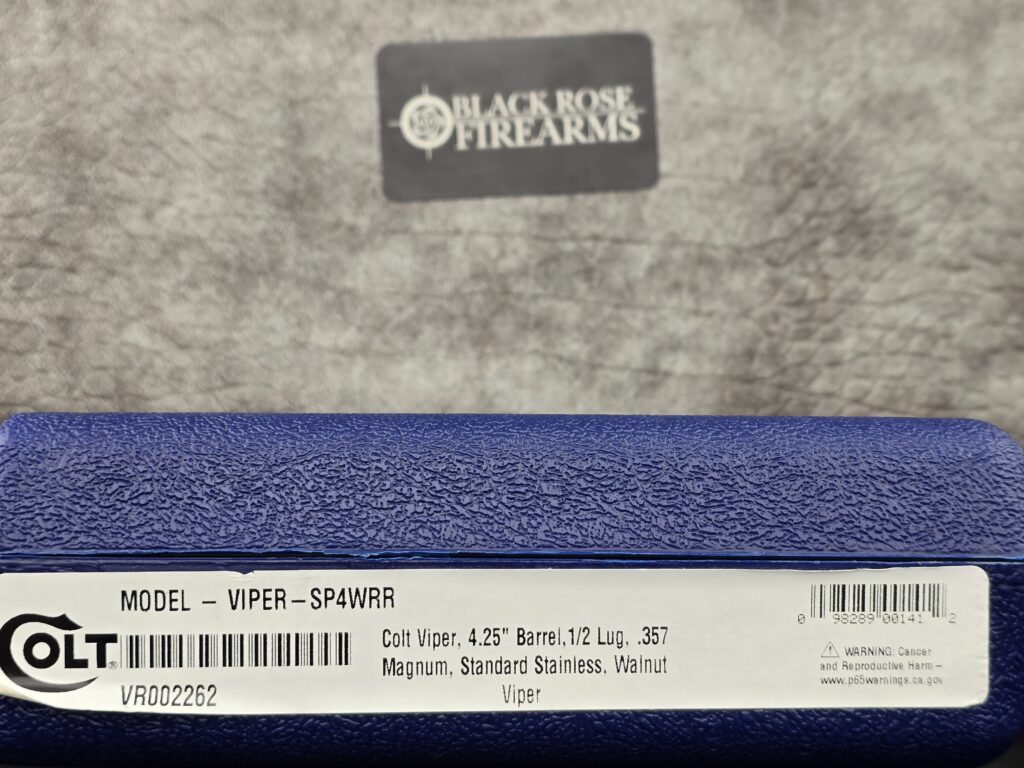 BLACK ROSE
FIREARMS
MODEL - VIPER-SP4WRR
COLT®
VR002262
Colt Viper, 4.25" Barrel,1/2 Lug, .357
Magnum, Standard Stainless, Walnut
Viper
0 98289 00141 2
WARNING: Cancer
and Reproductive Harm -
www.p65warnings.ca.gov